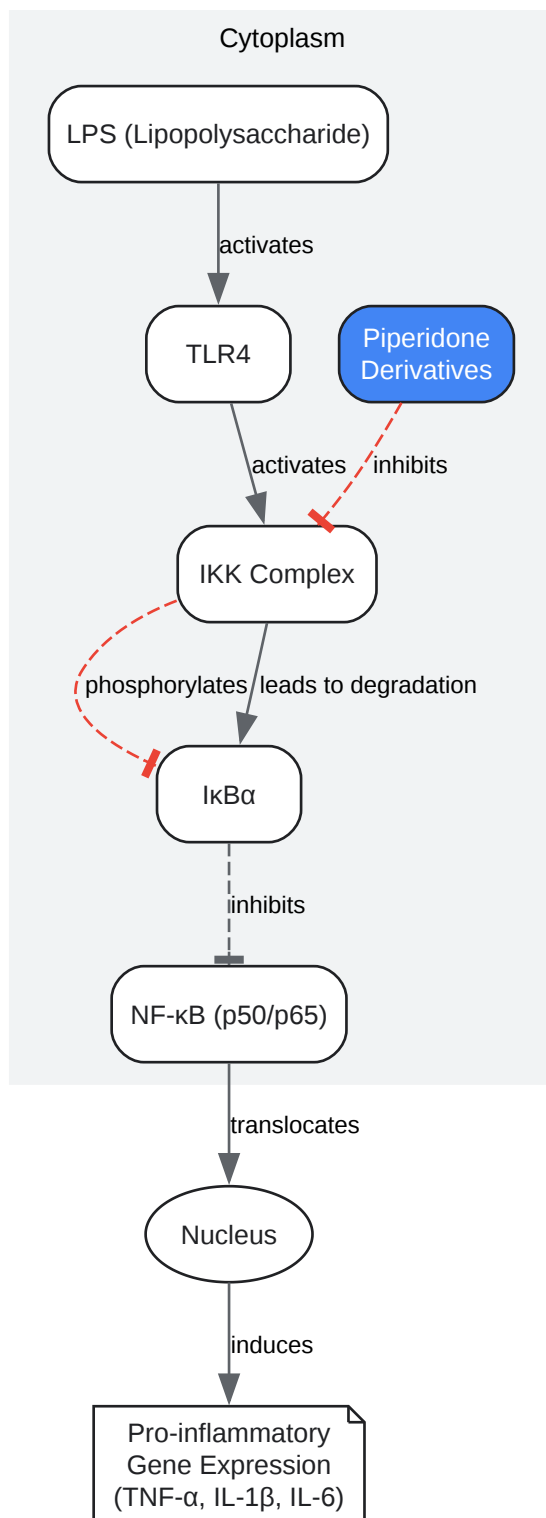 Cytoplasm
LPS (Lipopolysaccharide)
activates
TLR4
Piperidone
Derivatives
activates
inhibits
IKK Complex
phosphorylates
leads to degradation
IκBα
inhibits
NF-κB (p50/p65)
translocates
Nucleus
induces
Pro-inflammatory
Gene Expression
(TNF-α, IL-1β, IL-6)